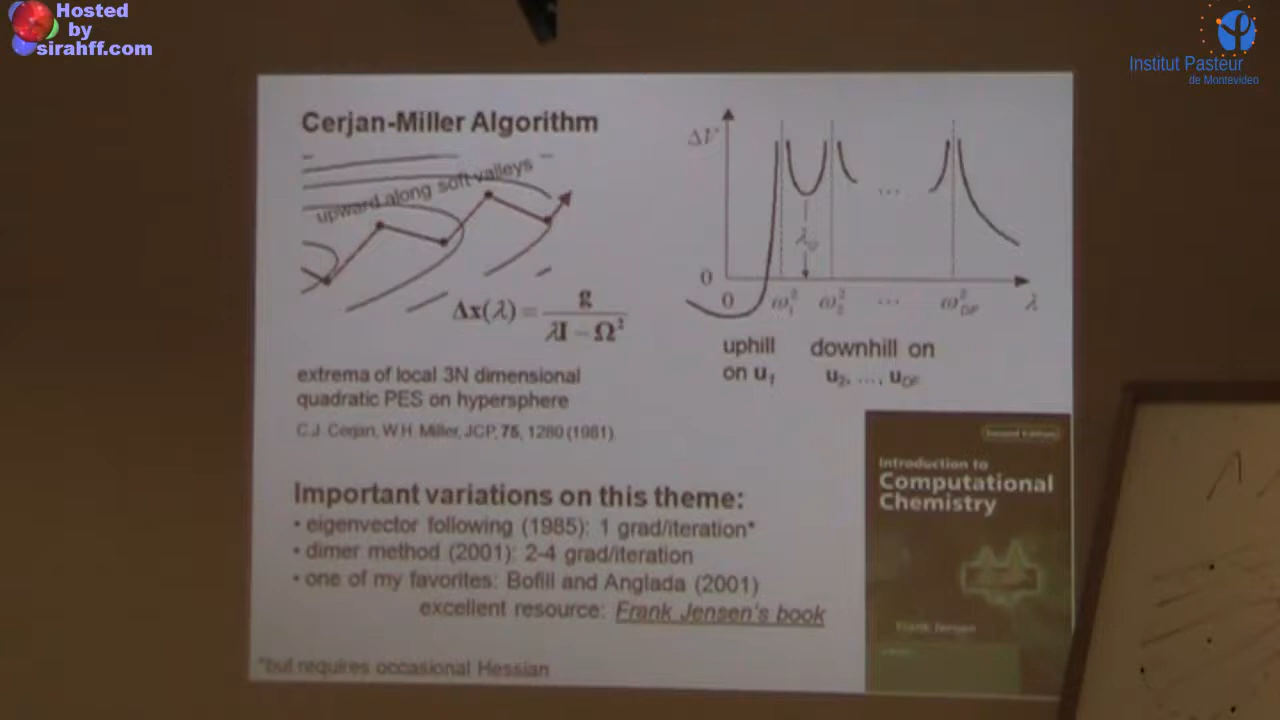 Hosted
by
sirahff.com
Institut Pasteur
de Montevideo
Cerjan-Miller Algorithm
upward along soft valleys
Δx(λ) = g / (λI − Ω²)
extrema of local 3N dimensional
quadratic PES on hypersphere
C.J. Cerjan, W.H. Miller, JCP, 75, 1280 (1981)
ΔV
λ₀
0
0 ω₁² ω₂² ... ω_DF² λ
uphill
on u₁
downhill on
u₂, ..., u_DF
Important variations on this theme:
• eigenvector following (1985): 1 grad/iteration*
• dimer method (2001): 2-4 grad/iteration
• one of my favorites: Bofill and Anglada (2001)
excellent resource: Frank Jensen's book
*but requires occasional Hessian
Second Edition
Introduction to
Computational
Chemistry
Frank Jensen